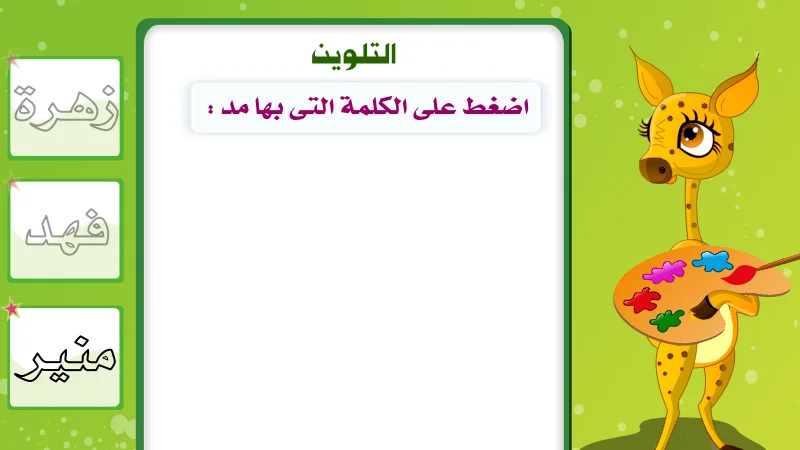 التلوين
اضغط على الكلمة التى بها مد :
زهرة
فهد
منير